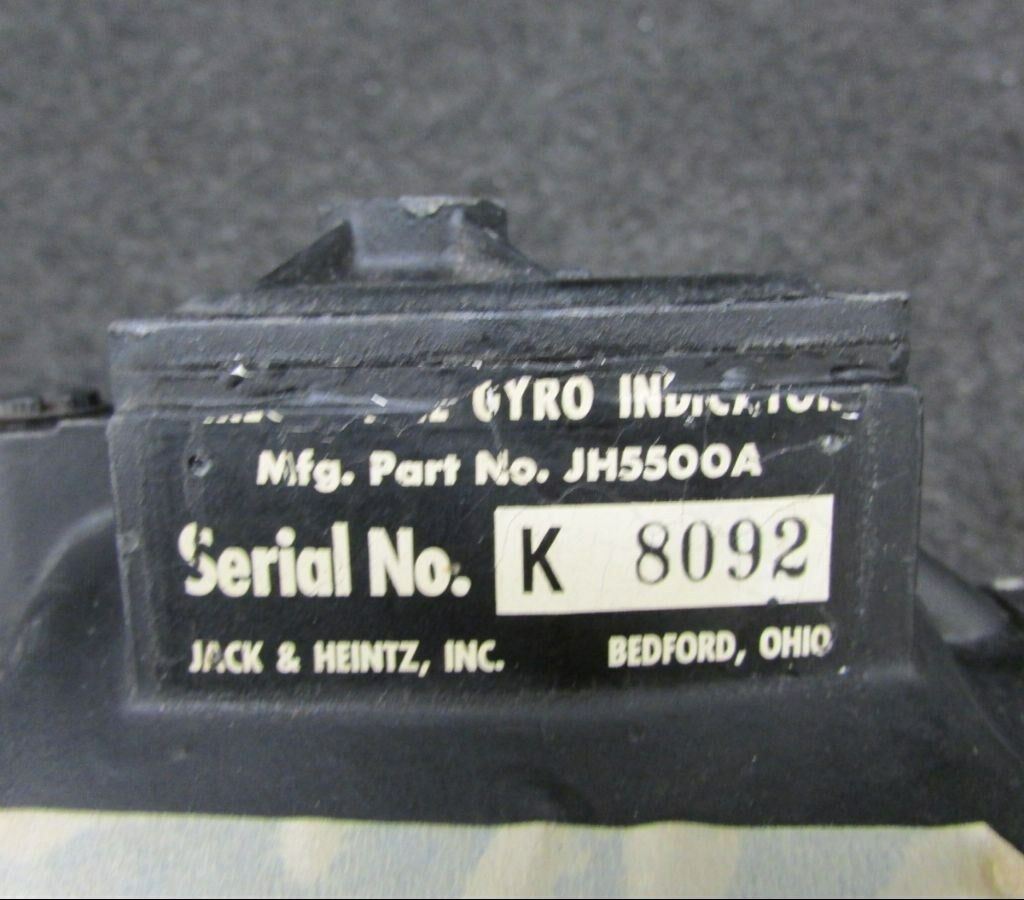 GYRO INDICATOR
Mfg. Part No. JH5500A
Serial No. K 8092
JACK & HEINTZ, INC. BEDFORD, OHIO